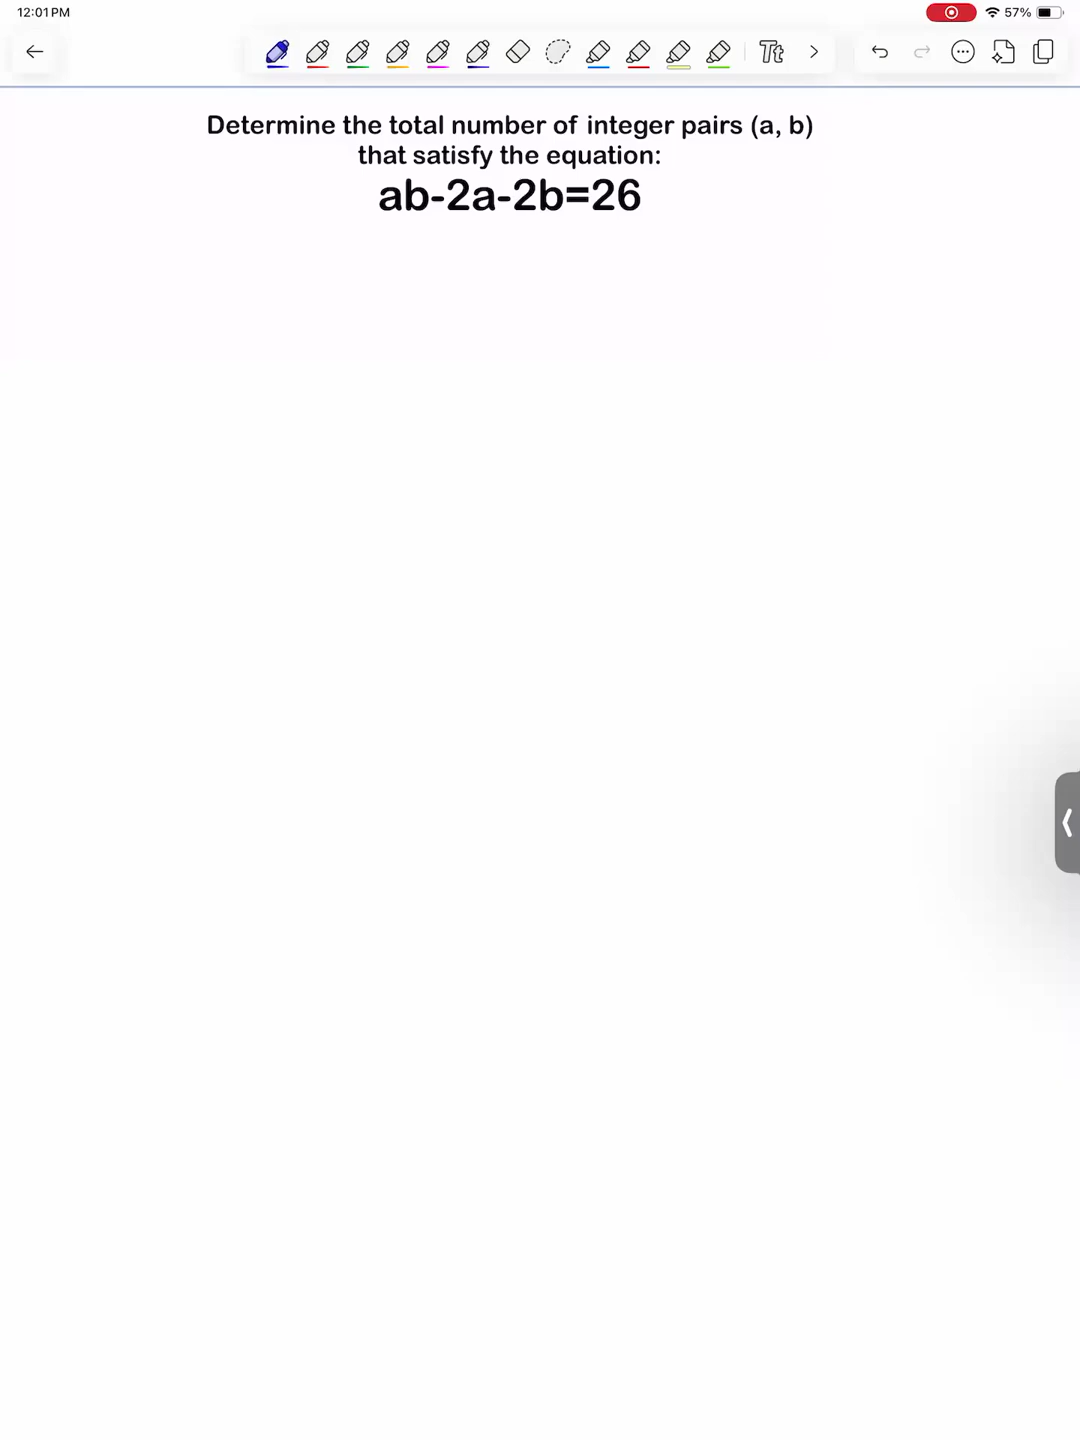 12:01 PM
57%
Tt
Determine the total number of integer pairs (a, b)
that satisfy the equation:
ab-2a-2b=26